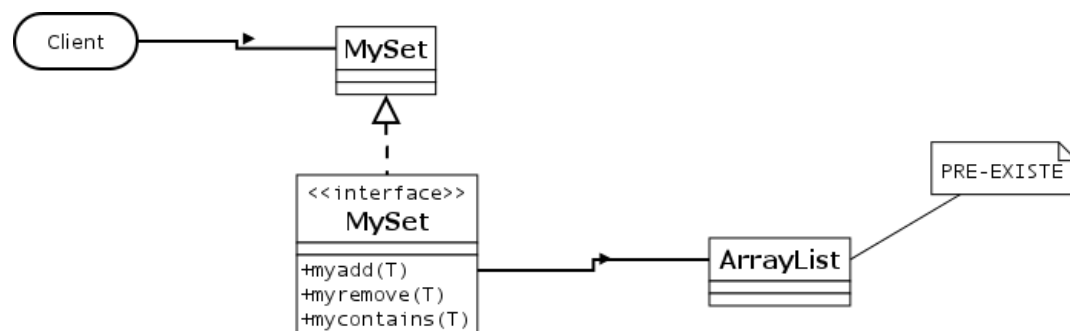 Client
MySet
<<interface>>
MySet
+myadd(T)
+myremove(T)
+mycontains(T)
ArrayList
PRE-EXISTE